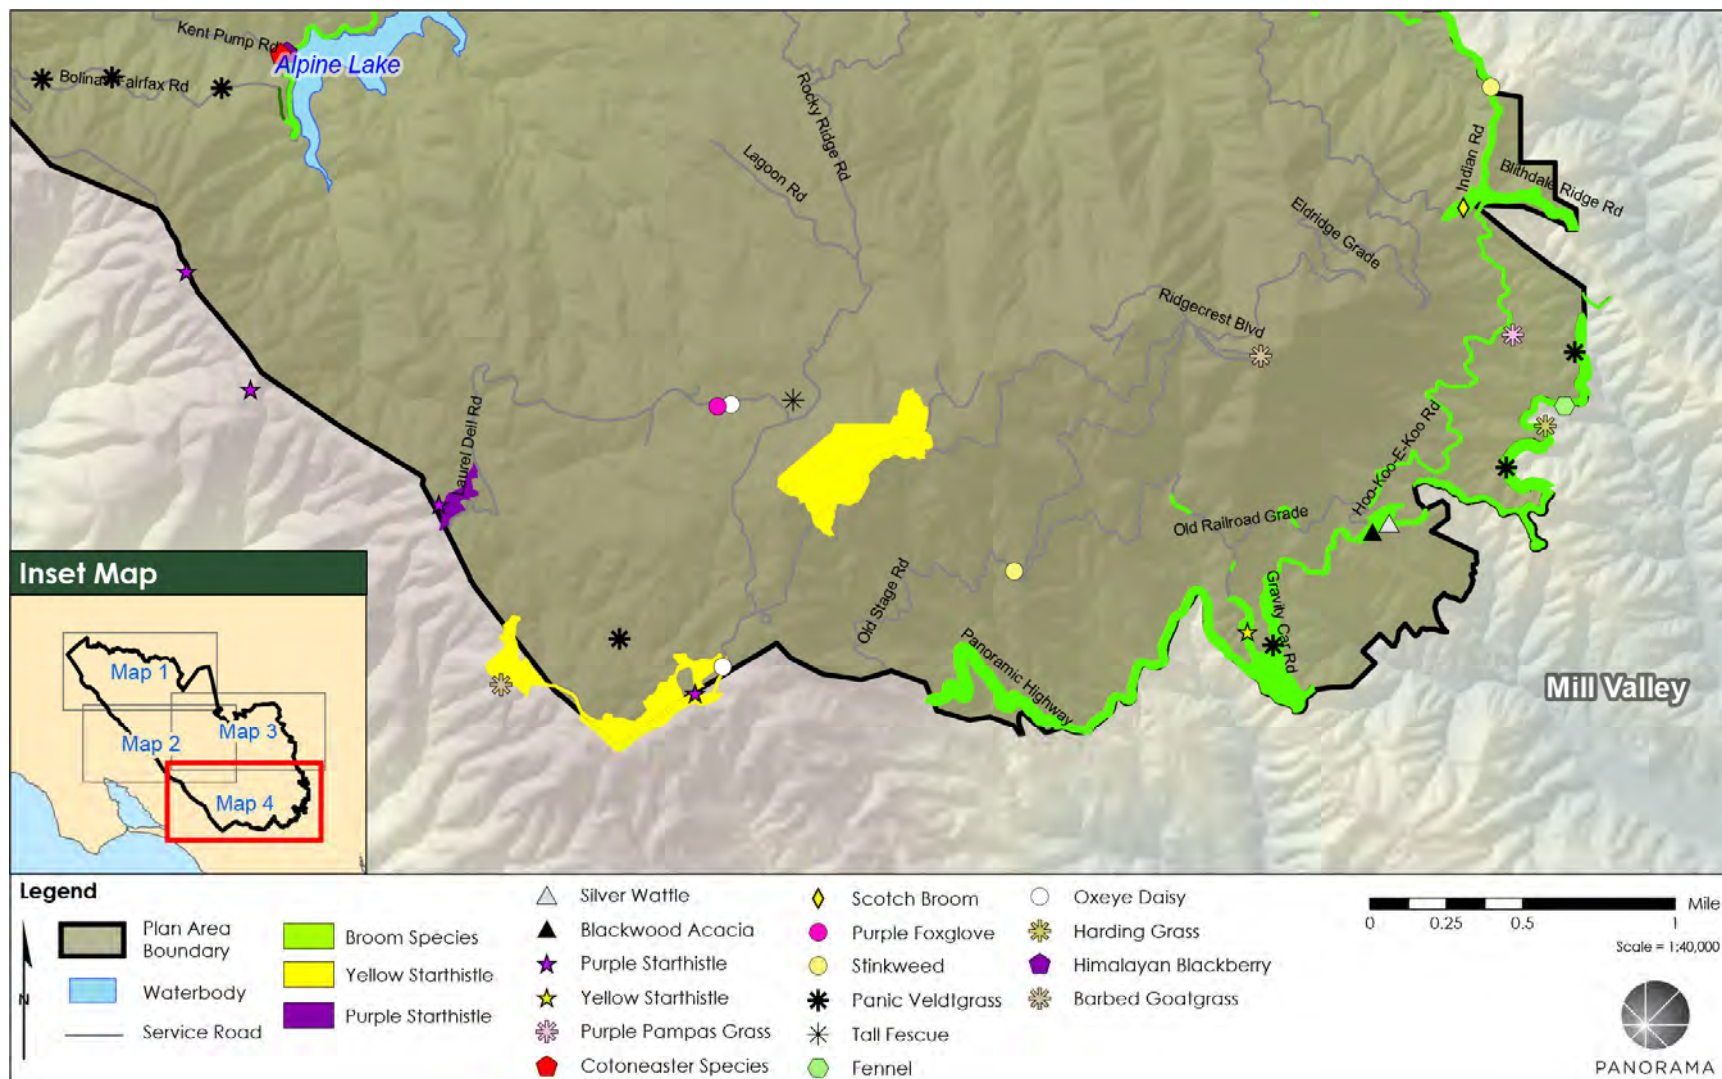 Kent Pump Rd
Alpine Lake
Bolinas Fairfax Rd
Rocky Ridge Rd
Lagoon Rd
Indian Rd
Blithdale Ridge Rd
Eldridge Grade
Ridgecrest Blvd
Laurel Dell Rd
Hoo-Koo-E-Koo Rd
Old Railroad Grade
Old Stage Rd
Gravity Car Rd
Panoramic Highway
Mill Valley
Inset Map
Map 1
Map 2
Map 3
Map 4
Legend
Plan Area
Boundary
Waterbody
Service Road
N
Broom Species
Yellow Starthistle
Purple Starthistle
Silver Wattle
Blackwood Acacia
Purple Starthistle
Yellow Starthistle
Purple Pampas Grass
Cotoneaster Species
Scotch Broom
Purple Foxglove
Stinkweed
Panic Veldtgrass
Tall Fescue
Fennel
Oxeye Daisy
Harding Grass
Himalayan Blackberry
Barbed Goatgrass
Mile
0 0.25 0.5 1
Scale = 1:40,000
PANORAMA